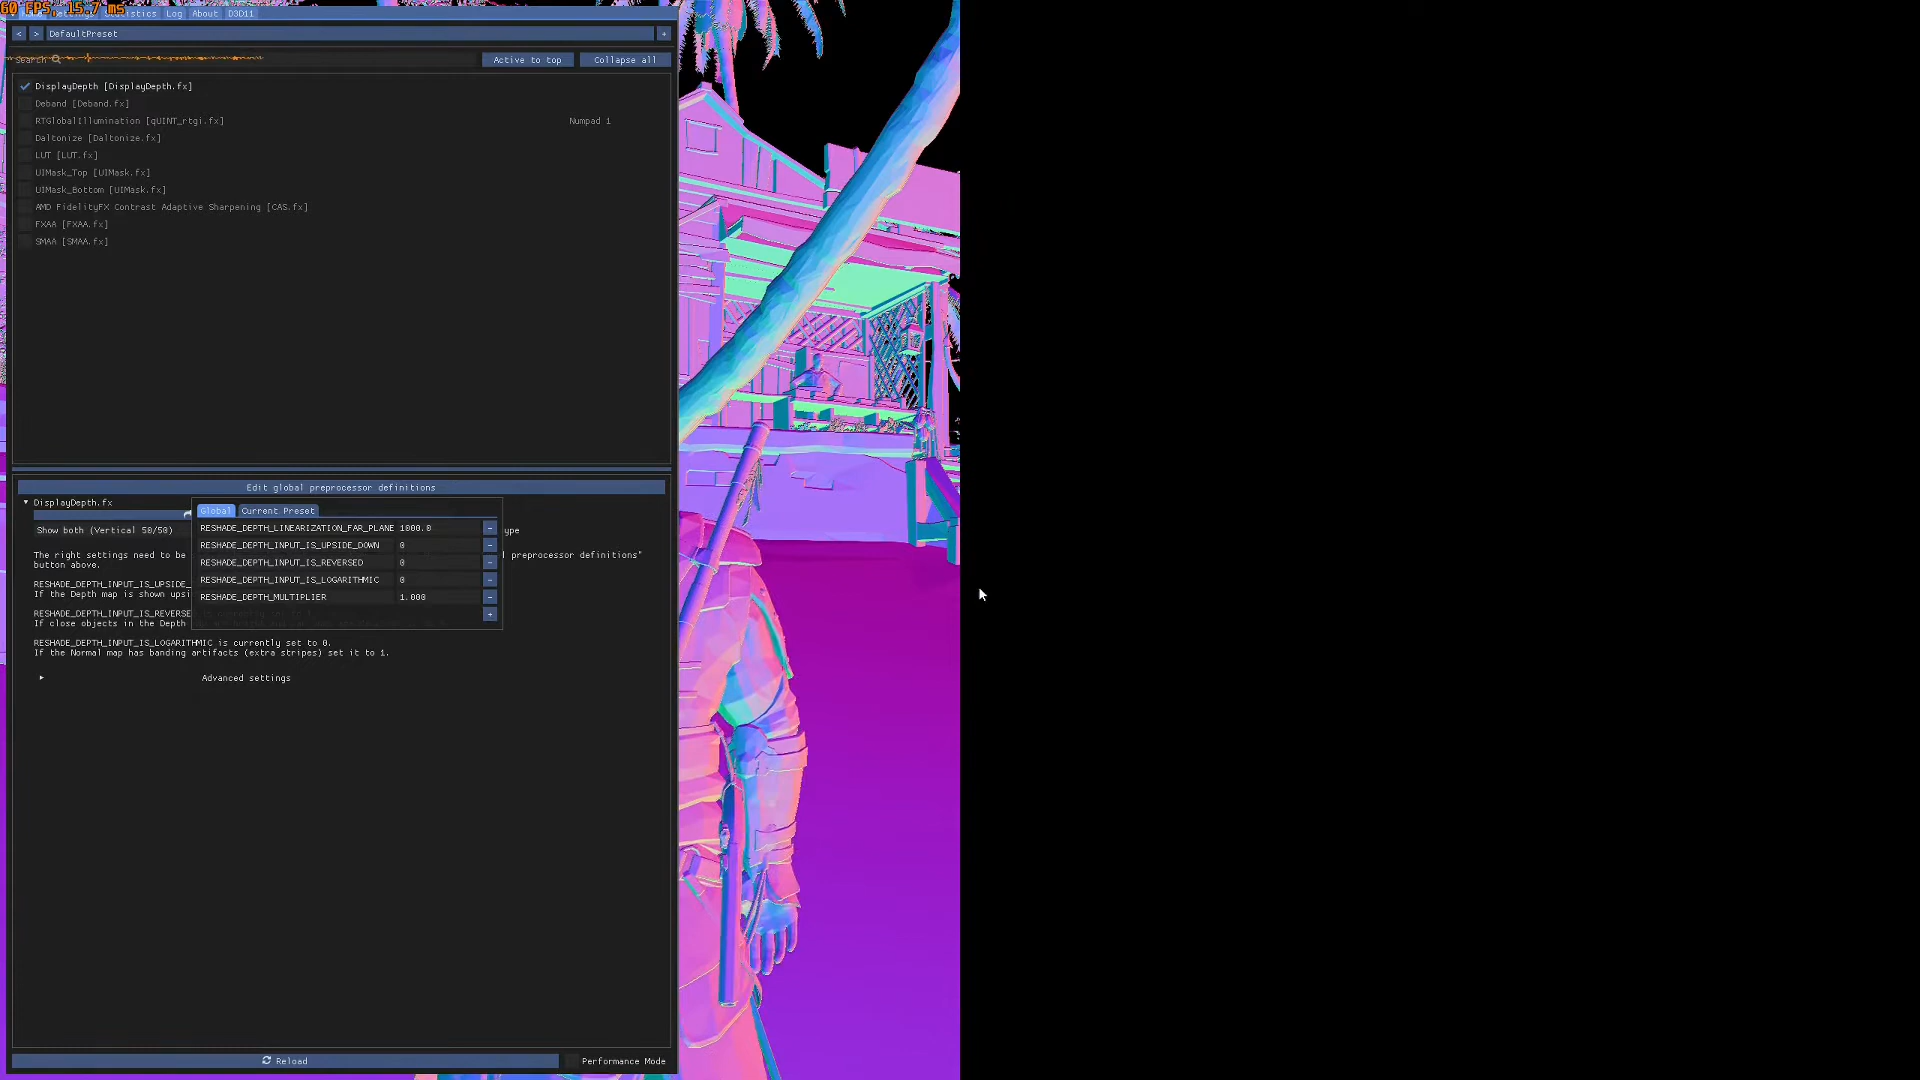 60 FPS, 15.7 ms
Statistics Log About D3D11
< > DefaultPreset +
Search Active to top Collapse all
DisplayDepth [DisplayDepth.fx]
Deband [Deband.fx]
RTGlobalIllumination [qUINT_rtgi.fx] Numpad 1
Daltonize [Daltonize.fx]
LUT [LUT.fx]
UIMask_Top [UIMask.fx]
UIMask_Bottom [UIMask.fx]
AMD FidelityFX Contrast Adaptive Sharpening [CAS.fx]
FXAA [FXAA.fx]
SMAA [SMAA.fx]
Edit global preprocessor definitions
DisplayDepth.fx
Global Current Preset
RESHADE_DEPTH_LINEARIZATION_FAR_PLANE 1000.0 -
Show both (Vertical 50/50) ype
RESHADE_DEPTH_INPUT_IS_UPSIDE_DOWN 0 -
The right settings need to be l preprocessor definitions"
button above.
RESHADE_DEPTH_INPUT_IS_REVERSED 0 -
RESHADE_DEPTH_INPUT_IS_LOGARITHMIC 0 -
RESHADE_DEPTH_INPUT_IS_UPSIDE_
If the Depth map is shown upsi
RESHADE_DEPTH_MULTIPLIER 1.000 -
+
RESHADE_DEPTH_INPUT_IS_REVERSE
If close objects in the Depth
RESHADE_DEPTH_INPUT_IS_LOGARITHMIC is currently set to 0.
If the Normal map has banding artifacts (extra stripes) set it to 1.
Advanced settings
Reload Performance Mode